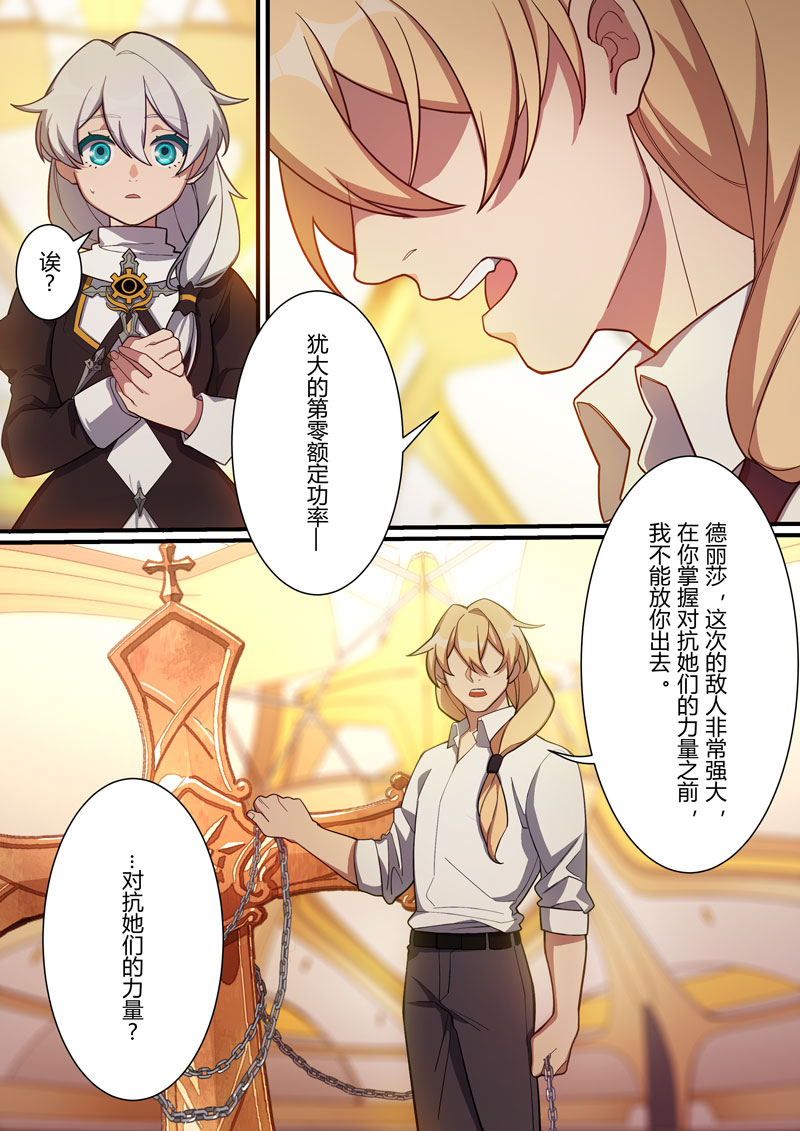 德丽莎，这次的敌人非常强大，
在你掌握对抗她们的力量之前，
我不能放你出去。
诶？
…对抗她们的力量？
犹大的第零额定功率—